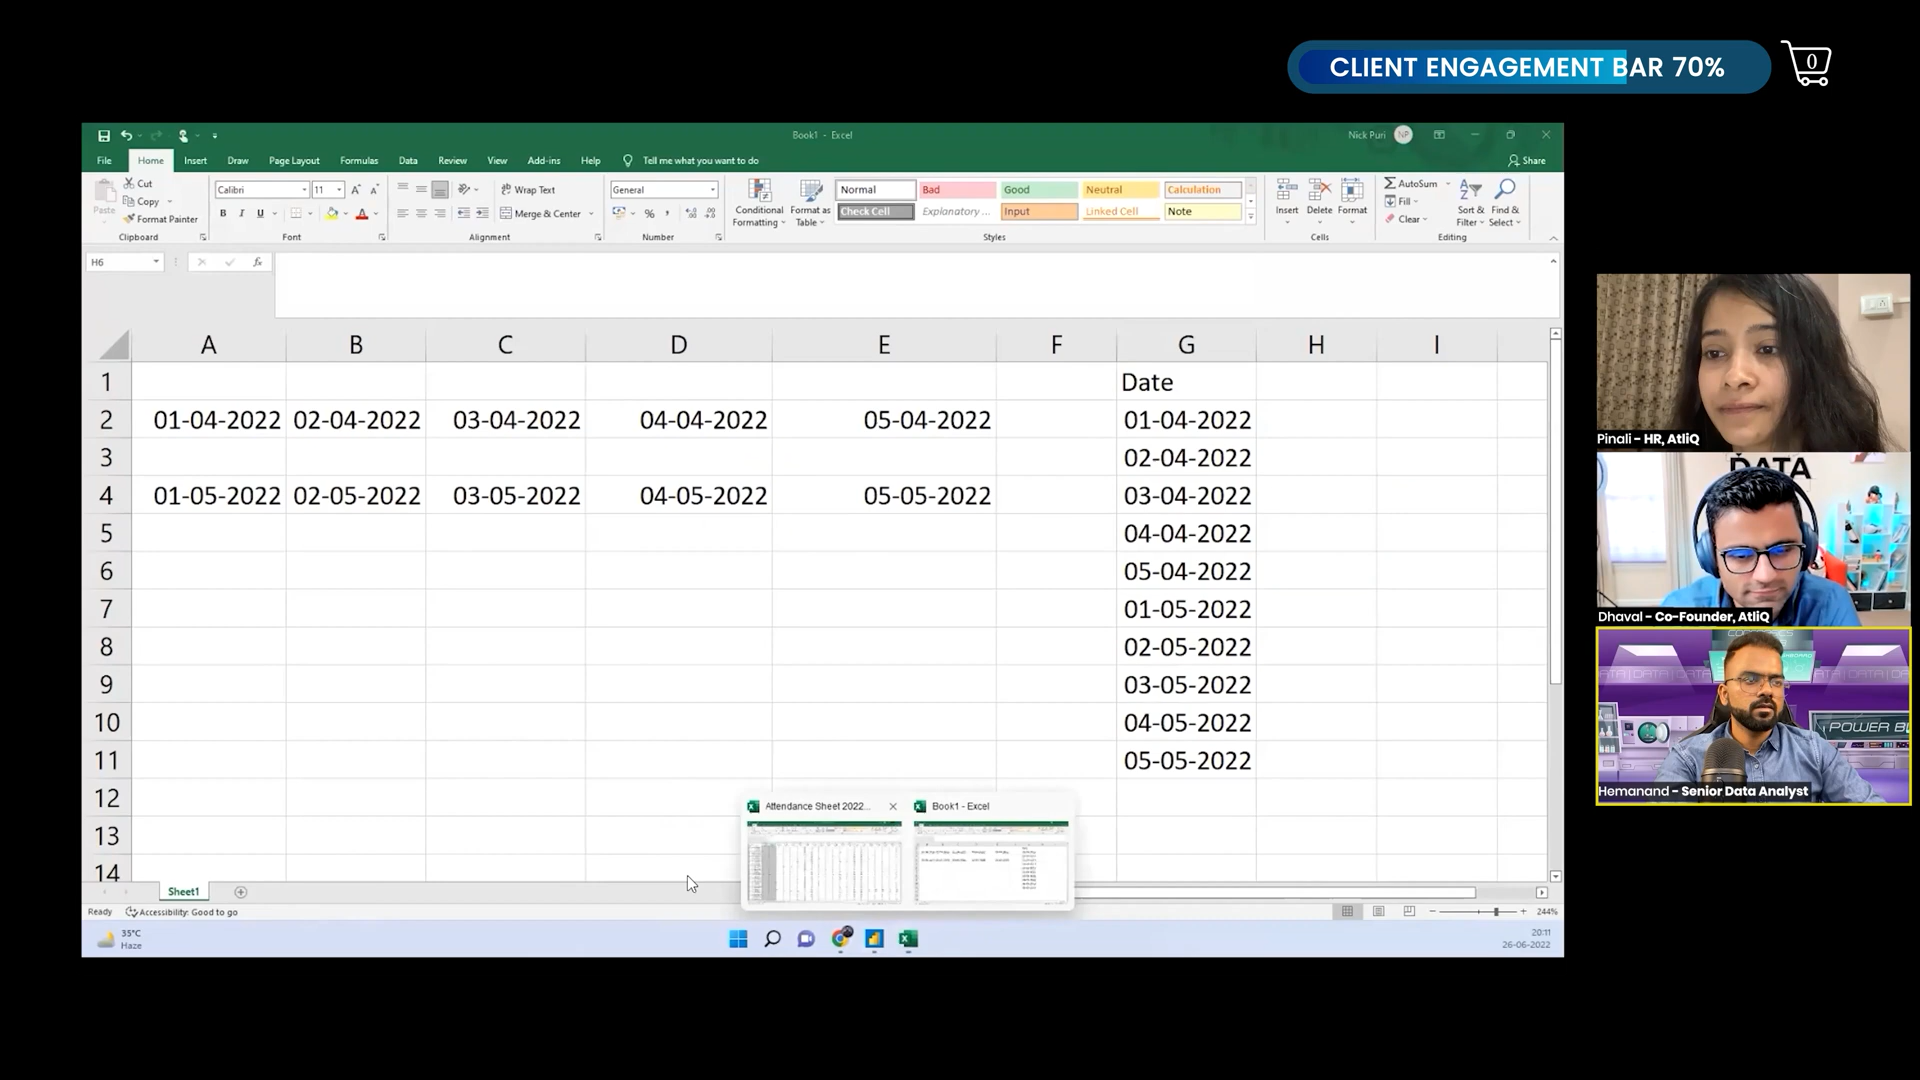 CLIENT ENGAGEMENT BAR 70%
0
Book1 - Excel
Nick Puri
NP
File Home Insert Draw Page Layout Formulas Data Review View Add-ins Help Tell me what you want to do
Share
Paste
Cut
Copy
Format Painter
Clipboard
Calibri 11
B I U
Font
Wrap Text
Merge & Center
Alignment
General
%
Number
Conditional Formatting
Format as Table
Normal Bad Good Neutral Calculation
Check Cell Explanatory ... Input Linked Cell Note
Styles
Insert Delete Format
Cells
AutoSum
Fill
Clear
Sort & Filter
Find & Select
Editing
H6
fx
A B C D E F G H I
1 Date
2 01-04-2022 02-04-2022 03-04-2022 04-04-2022 05-04-2022 01-04-2022
3 02-04-2022
4 01-05-2022 02-05-2022 03-05-2022 04-05-2022 05-05-2022 03-04-2022
5 04-04-2022
6 05-04-2022
7 01-05-2022
8 02-05-2022
9 03-05-2022
10 04-05-2022
11 05-05-2022
12
13
14
Attendance Sheet 2022...
Book1 - Excel
Sheet1
Ready
Accessibility: Good to go
244%
35°C
Haze
20:11
26-06-2022
Pinali - HR, AtliQ
DATA
Dhaval - Co-Founder, AtliQ
POWER BI
Hemanand - Senior Data Analyst